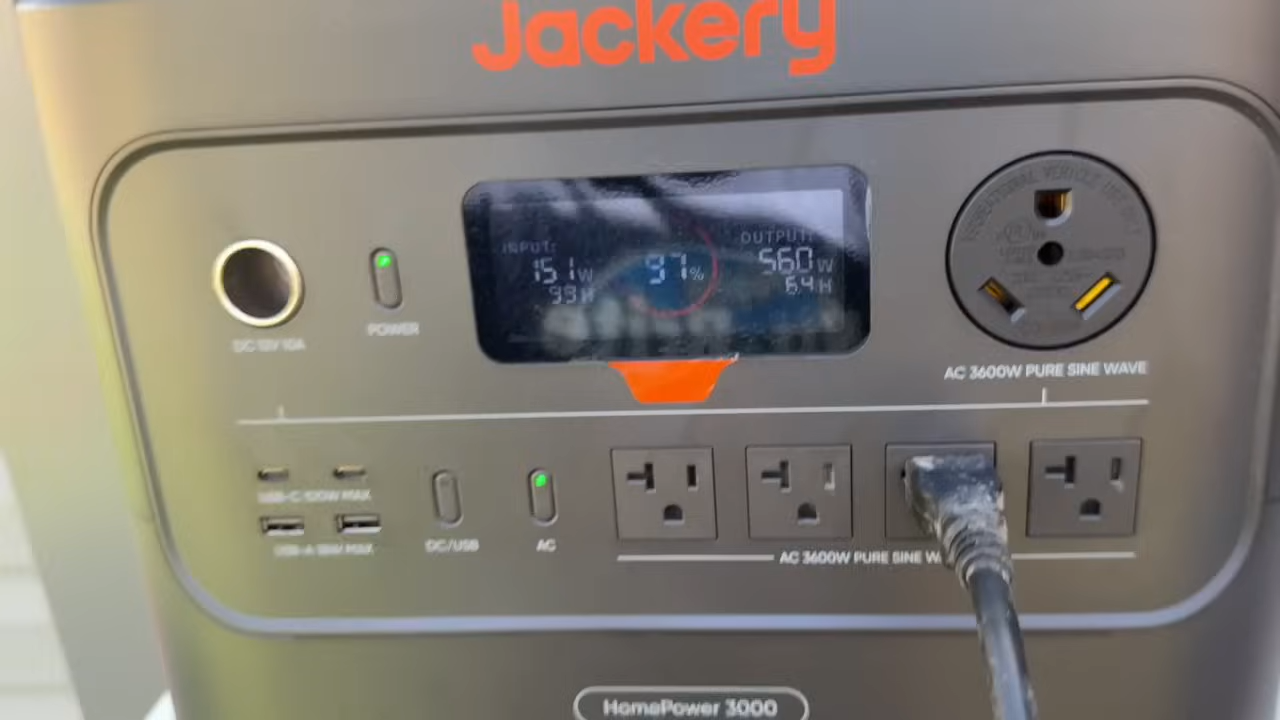 Jackery
INPUT:
151W
97%
OUTPUT:
560W
6.4H
POWER
DC 12V 10A
AC 3600W PURE SINE WAVE
USB-C 100W MAX
DC/USB
AC
AC 3600W PURE SINE W
HomePower 3000